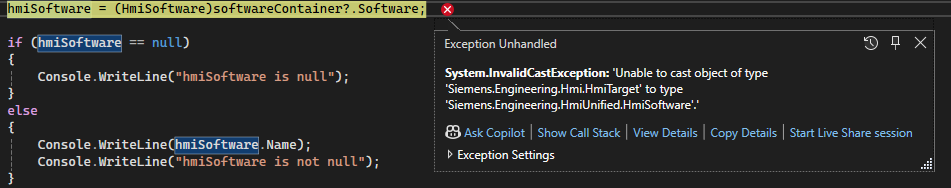 hmiSoftware = (HmiSoftware)softwareContainer?.Software;
if (hmiSoftware == null)
{
Console.WriteLine("hmiSoftware is null");
}
else
{
Console.WriteLine(hmiSoftware.Name);
Console.WriteLine("hmiSoftware is not null");
}
Exception Unhandled
System.InvalidCastException: 'Unable to cast object of type
'Siemens.Engineering.Hmi.HmiTarget' to type
'Siemens.Engineering.HmiUnified.HmiSoftware'.'
Ask Copilot | Show Call Stack | View Details | Copy Details | Start Live Share session
Exception Settings